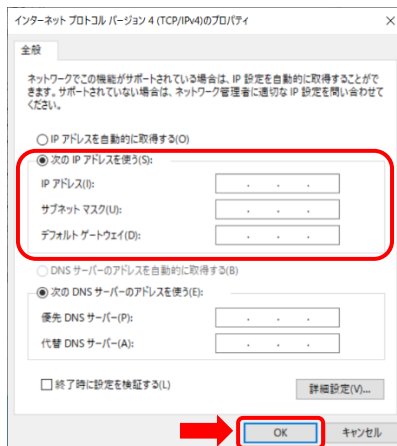 インターネット プロトコル バージョン 4 (TCP/IPv4)のプロパティ
全般
ネットワークでこの機能がサポートされている場合は、IP 設定を自動的に取得することがで
きます。サポートされていない場合は、ネットワーク管理者に適切な IP 設定を問い合わせて
ください。
IP アドレスを自動的に取得する(O)
次の IP アドレスを使う(S):
IP アドレス(I):
サブネット マスク(U):
デフォルト ゲートウェイ(D):
DNS サーバーのアドレスを自動的に取得する(B)
次の DNS サーバーのアドレスを使う(E):
優先 DNS サーバー(P):
代替 DNS サーバー(A):
終了時に設定を検証する(L)
詳細設定(V)...
OK キャンセル